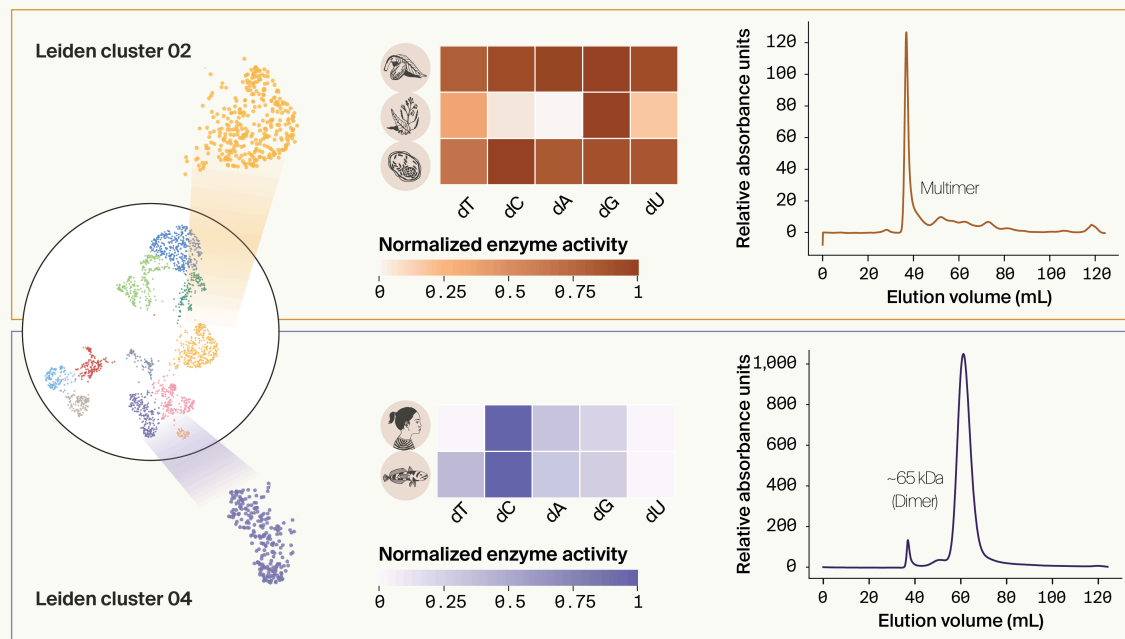 Leiden cluster 02
dT dC dA dG dU
Normalized enzyme activity
0 0.25 0.5 0.75 1
Relative absorbance units
120
100
80
60
40
20
0
Multimer
0 20 40 60 80 100 120
Elution volume (mL)
dT dC dA dG dU
Normalized enzyme activity
0 0.25 0.5 0.75 1
Leiden cluster 04
Relative absorbance units
1,000
800
600
400
200
0
~65 kDa
(Dimer)
0 20 40 60 80 100 120
Elution volume (mL)